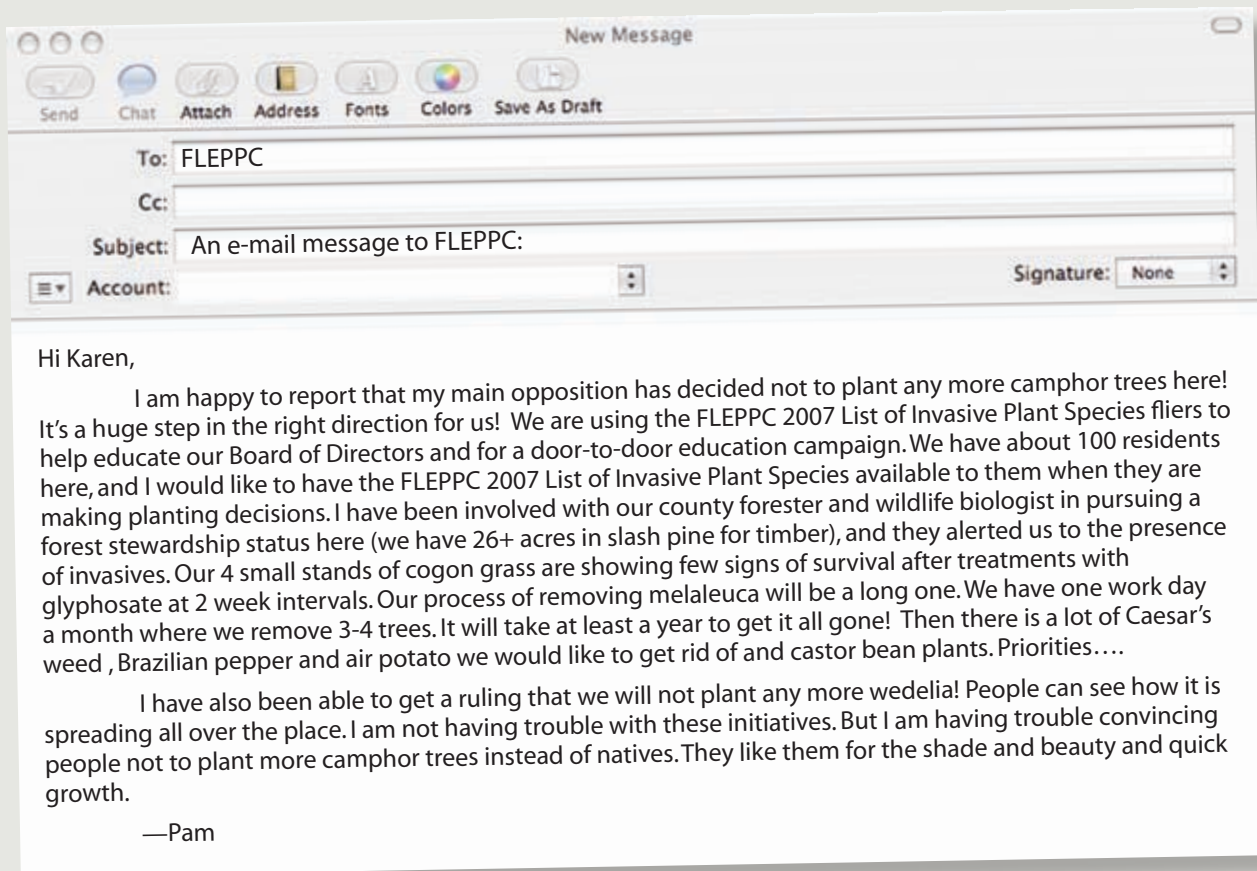 New Message
Send Chat Attach Address Fonts Colors Save As Draft
To: FLEPPC
Cc:
Subject: An e-mail message to FLEPPC:
Account:
Signature: None
Hi Karen,
I am happy to report that my main opposition has decided not to plant any more camphor trees here!
It's a huge step in the right direction for us! We are using the FLEPPC 2007 List of Invasive Plant Species fliers to
help educate our Board of Directors and for a door-to-door education campaign. We have about 100 residents
here, and I would like to have the FLEPPC 2007 List of Invasive Plant Species available to them when they are
making planting decisions. I have been involved with our county forester and wildlife biologist in pursuing a
forest stewardship status here (we have 26+ acres in slash pine for timber), and they alerted us to the presence
of invasives. Our 4 small stands of cogon grass are showing few signs of survival after treatments with
glyphosate at 2 week intervals. Our process of removing melaleuca will be a long one. We have one work day
a month where we remove 3-4 trees. It will take at least a year to get it all gone! Then there is a lot of Caesar's
weed , Brazilian pepper and air potato we would like to get rid of and castor bean plants. Priorities....
I have also been able to get a ruling that we will not plant any more wedelia! People can see how it is
spreading all over the place. I am not having trouble with these initiatives. But I am having trouble convincing
people not to plant more camphor trees instead of natives. They like them for the shade and beauty and quick
growth.
—Pam